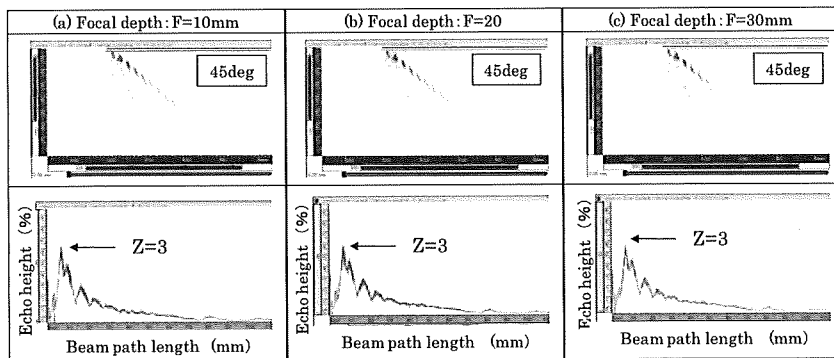 (a) Focal depth: F=10mm
(b) Focal depth: F=20
(c) Focal depth: F=30mm
45deg
45deg
45deg
Echo height (%)
Z=3
Beam path length (mm)
Echo height (%)
Z=3
Beam path length (mm)
Echo height (%)
Z=3
Beam path length (mm)